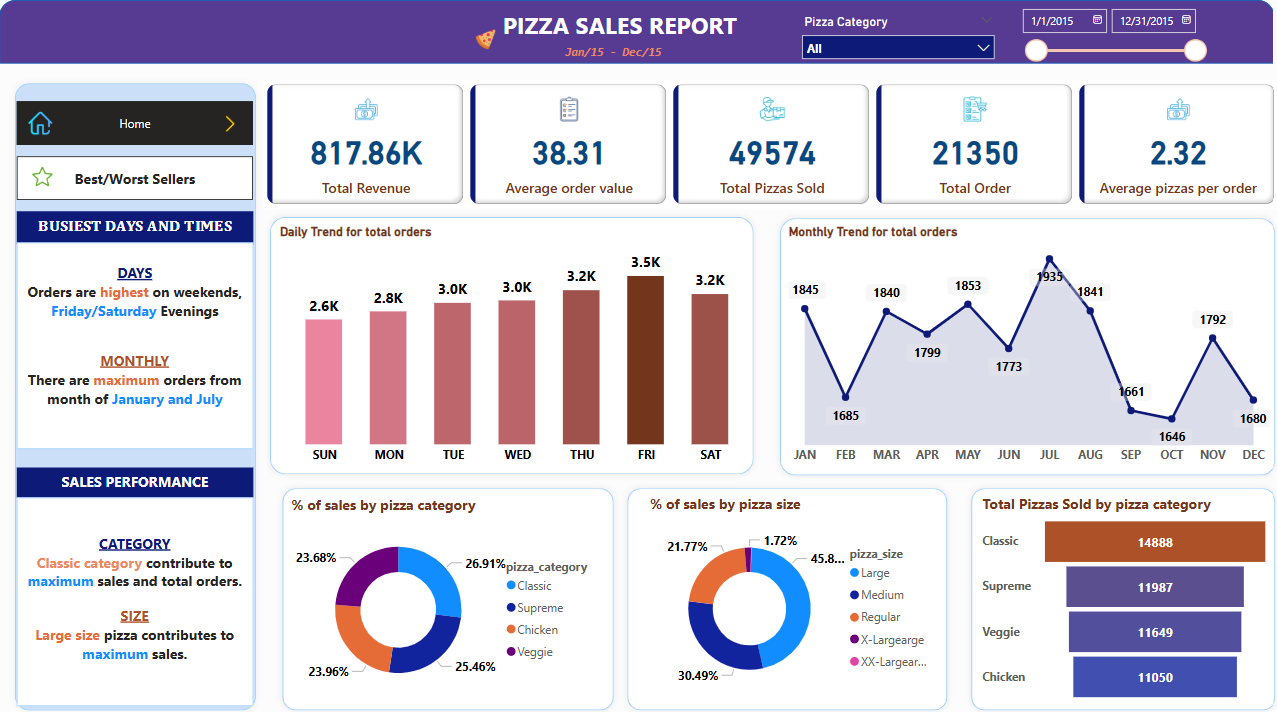 PIZZA SALES REPORT
Jan/15 - Dec/15
Pizza Category
All
1/1/2015
12/31/2015
Home
Best/Worst Sellers
BUSIEST DAYS AND TIMES
DAYS
Orders are highest on weekends,
Friday/Saturday Evenings
MONTHLY
There are maximum orders from
month of January and July
SALES PERFORMANCE
CATEGORY
Classic category contribute to
maximum sales and total orders.
SIZE
Large size pizza contributes to
maximum sales.
817.86K
Total Revenue
38.31
Average order value
49574
Total Pizzas Sold
21350
Total Order
2.32
Average pizzas per order
Daily Trend for total orders
2.6K
2.8K
3.0K
3.0K
3.2K
3.5K
3.2K
SUN MON TUE WED THU FRI SAT
Monthly Trend for total orders
1845
1685
1840
1799
1853
1773
1935
1841
1661
1646
1792
1680
JAN FEB MAR APR MAY JUN JUL AUG SEP OCT NOV DEC
% of sales by pizza category
23.68%
26.91%
23.96%
25.46%
pizza_category
Classic
Supreme
Chicken
Veggie
% of sales by pizza size
21.77%
1.72%
45.8...
30.49%
pizza_size
Large
Medium
Regular
X-Largearge
XX-Largear...
Total Pizzas Sold by pizza category
Classic 14888
Supreme 11987
Veggie 11649
Chicken 11050